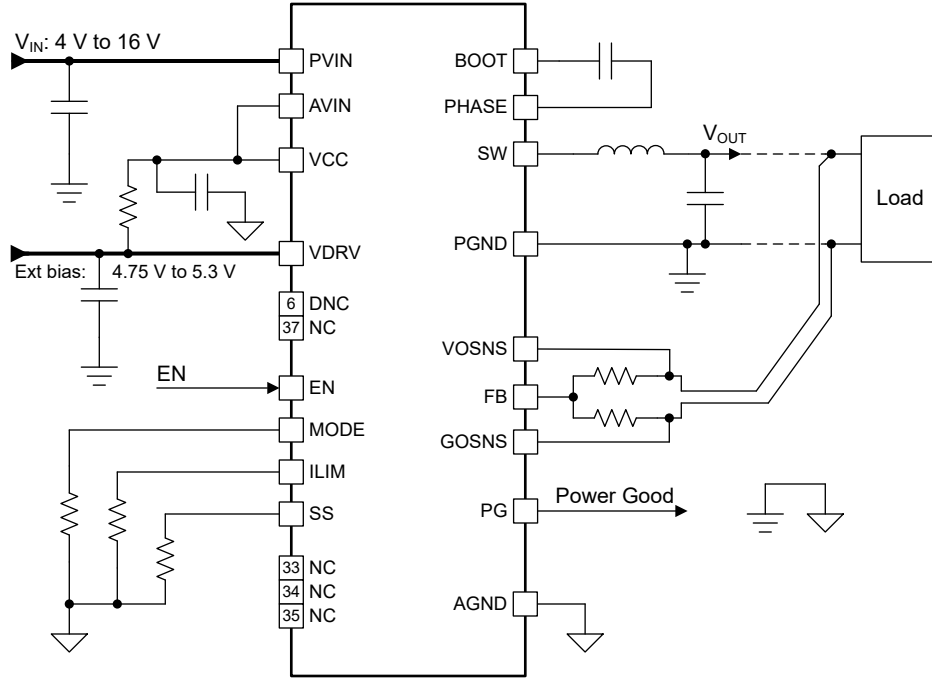 V_IN: 4 V to 16 V
PVIN
AVIN
VCC
VDRV
Ext bias: 4.75 V to 5.3 V
6 DNC
37 NC
EN
EN
MODE
ILIM
SS
33 NC
34 NC
35 NC
BOOT
PHASE
SW
V_OUT
Load
PGND
VOSNS
FB
GOSNS
PG
Power Good
AGND